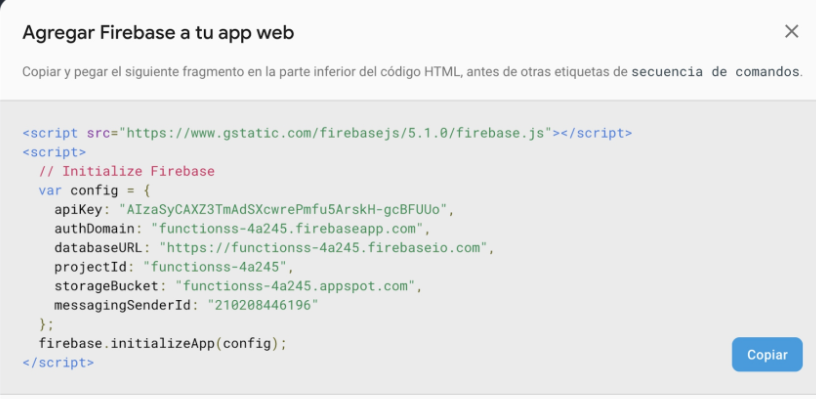 Agregar Firebase a tu app web
Copiar y pegar el siguiente fragmento en la parte inferior del código HTML, antes de otras etiquetas de secuencia de comandos.
<script src="https://www.gstatic.com/firebasejs/5.1.0/firebase.js"></script>
<script>
  // Initialize Firebase
  var config = {
    apiKey: "AIzaSyCAXZ3TmAdSXcwrePmfu5ArskH-gcBFUUo",
    authDomain: "functionss-4a245.firebaseapp.com",
    databaseURL: "https://functionss-4a245.firebaseio.com",
    projectId: "functionss-4a245",
    storageBucket: "functionss-4a245.appspot.com",
    messagingSenderId: "210208446196"
  };
  firebase.initializeApp(config);
</script>
Copiar